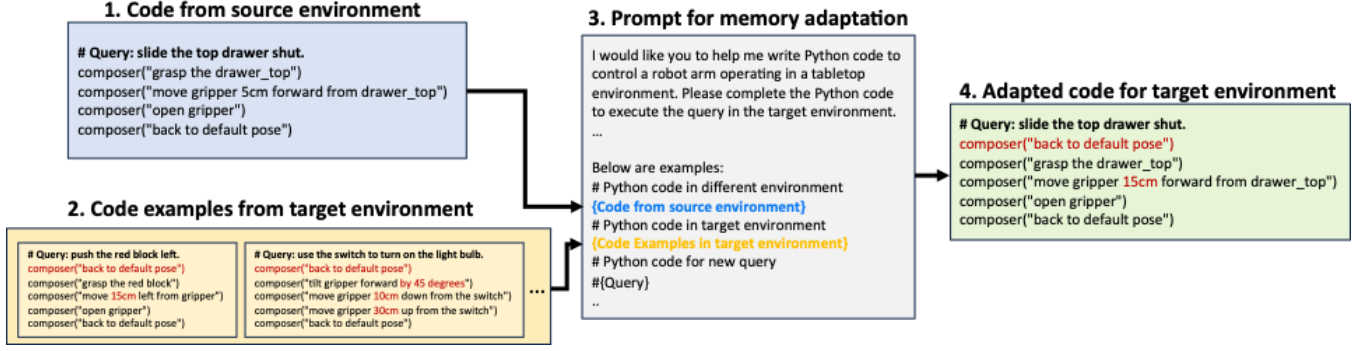 1. Code from source environment
# Query: slide the top drawer shut.
composer("grasp the drawer_top")
composer("move gripper 5cm forward from drawer_top")
composer("open gripper")
composer("back to default pose")
2. Code examples from target environment
# Query: push the red block left.
composer("back to default pose")
composer("grasp the red block")
composer("move 15cm left from gripper")
composer("open gripper")
composer("back to default pose")
# Query: use the switch to turn on the light bulb.
composer("back to default pose")
composer("tilt gripper forward by 45 degrees")
composer("move gripper 10cm down from the switch")
composer("move gripper 30cm up from the switch")
composer("back to default pose")
...
3. Prompt for memory adaptation
I would like you to help me write Python code to
control a robot arm operating in a tabletop
environment. Please complete the Python code
to execute the query in the target environment.
...
Below are examples:
# Python code in different environment
{Code from source environment}
# Python code in target environment
{Code Examples in target environment}
# Python code for new query
#{Query}
..
4. Adapted code for target environment
# Query: slide the top drawer shut.
composer("back to default pose")
composer("grasp the drawer_top")
composer("move gripper 15cm forward from drawer_top")
composer("open gripper")
composer("back to default pose")